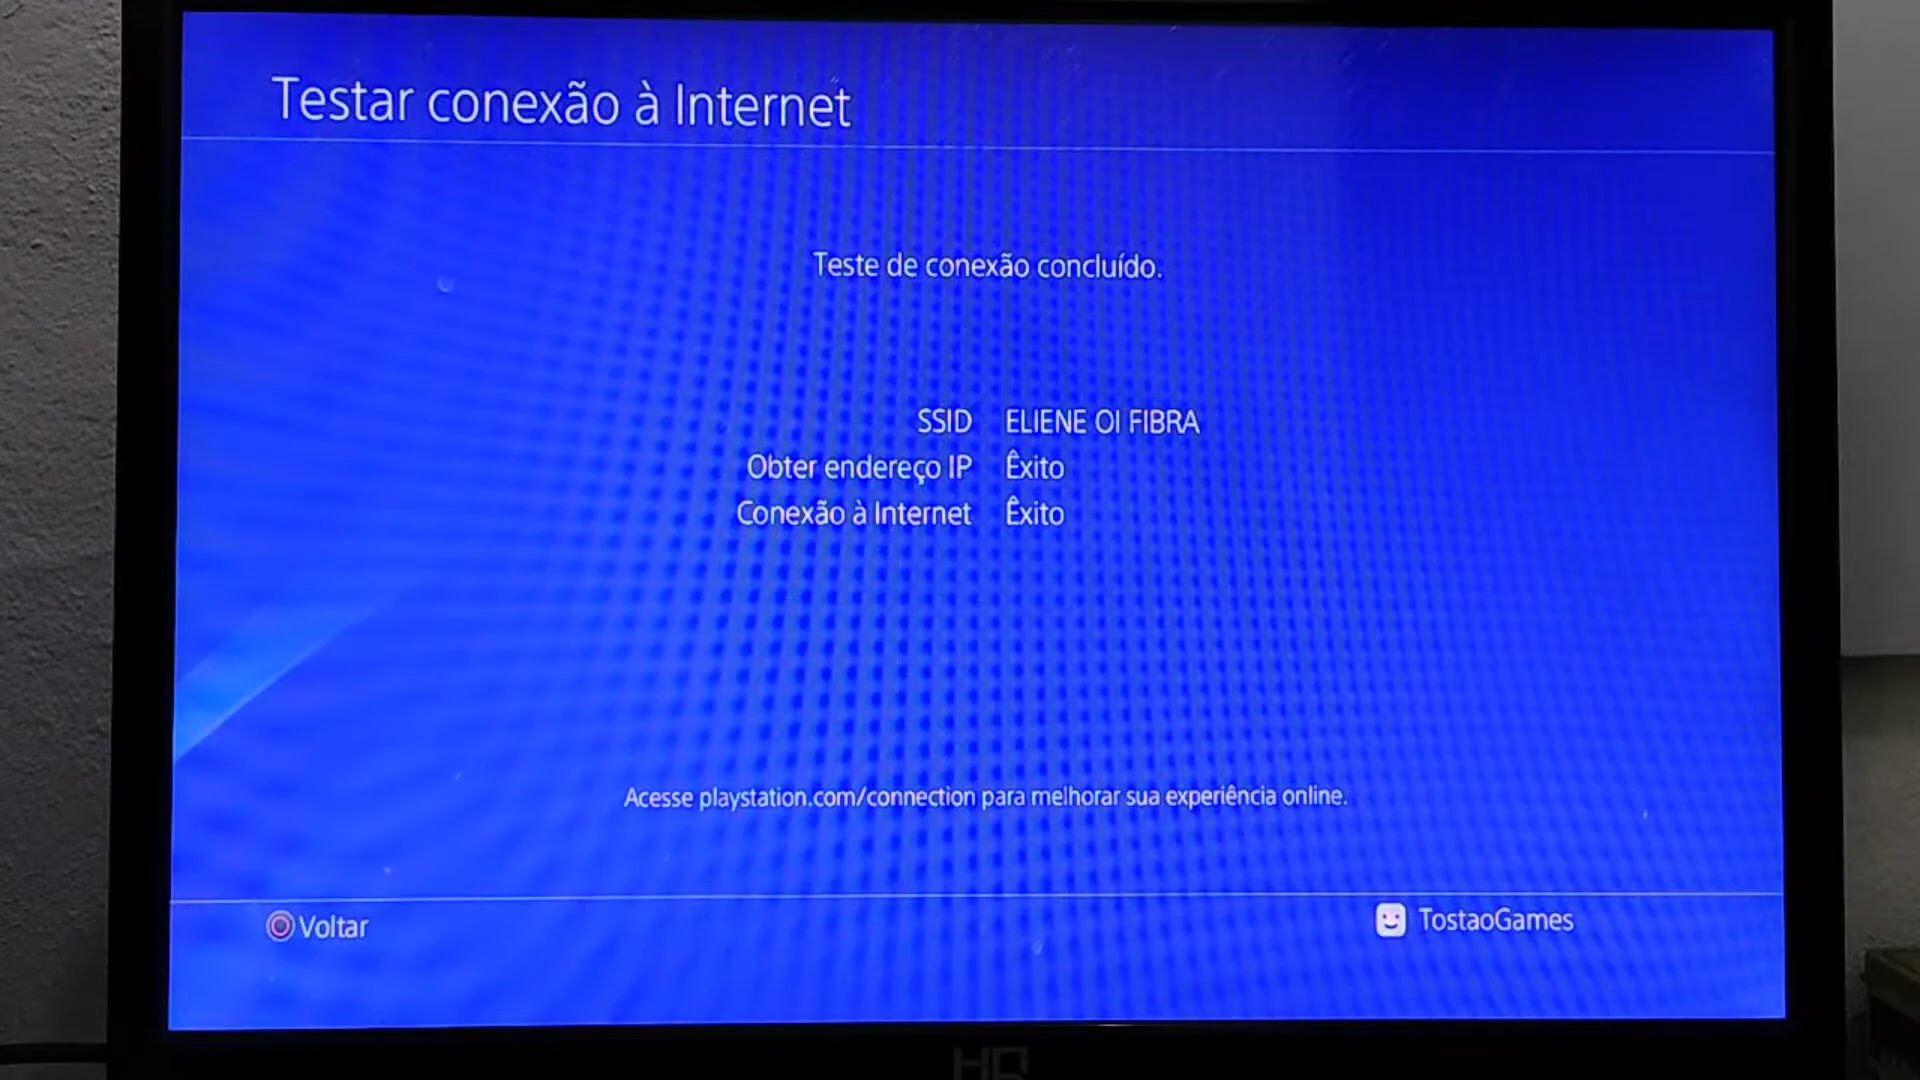 Testar conexão à Internet
Teste de conexão concluído.
SSID ELIENE OI FIBRA
Obter endereço IP Êxito
Conexão à Internet Êxito
Acesse playstation.com/connection para melhorar sua experiência online.
Voltar
TostaoGames